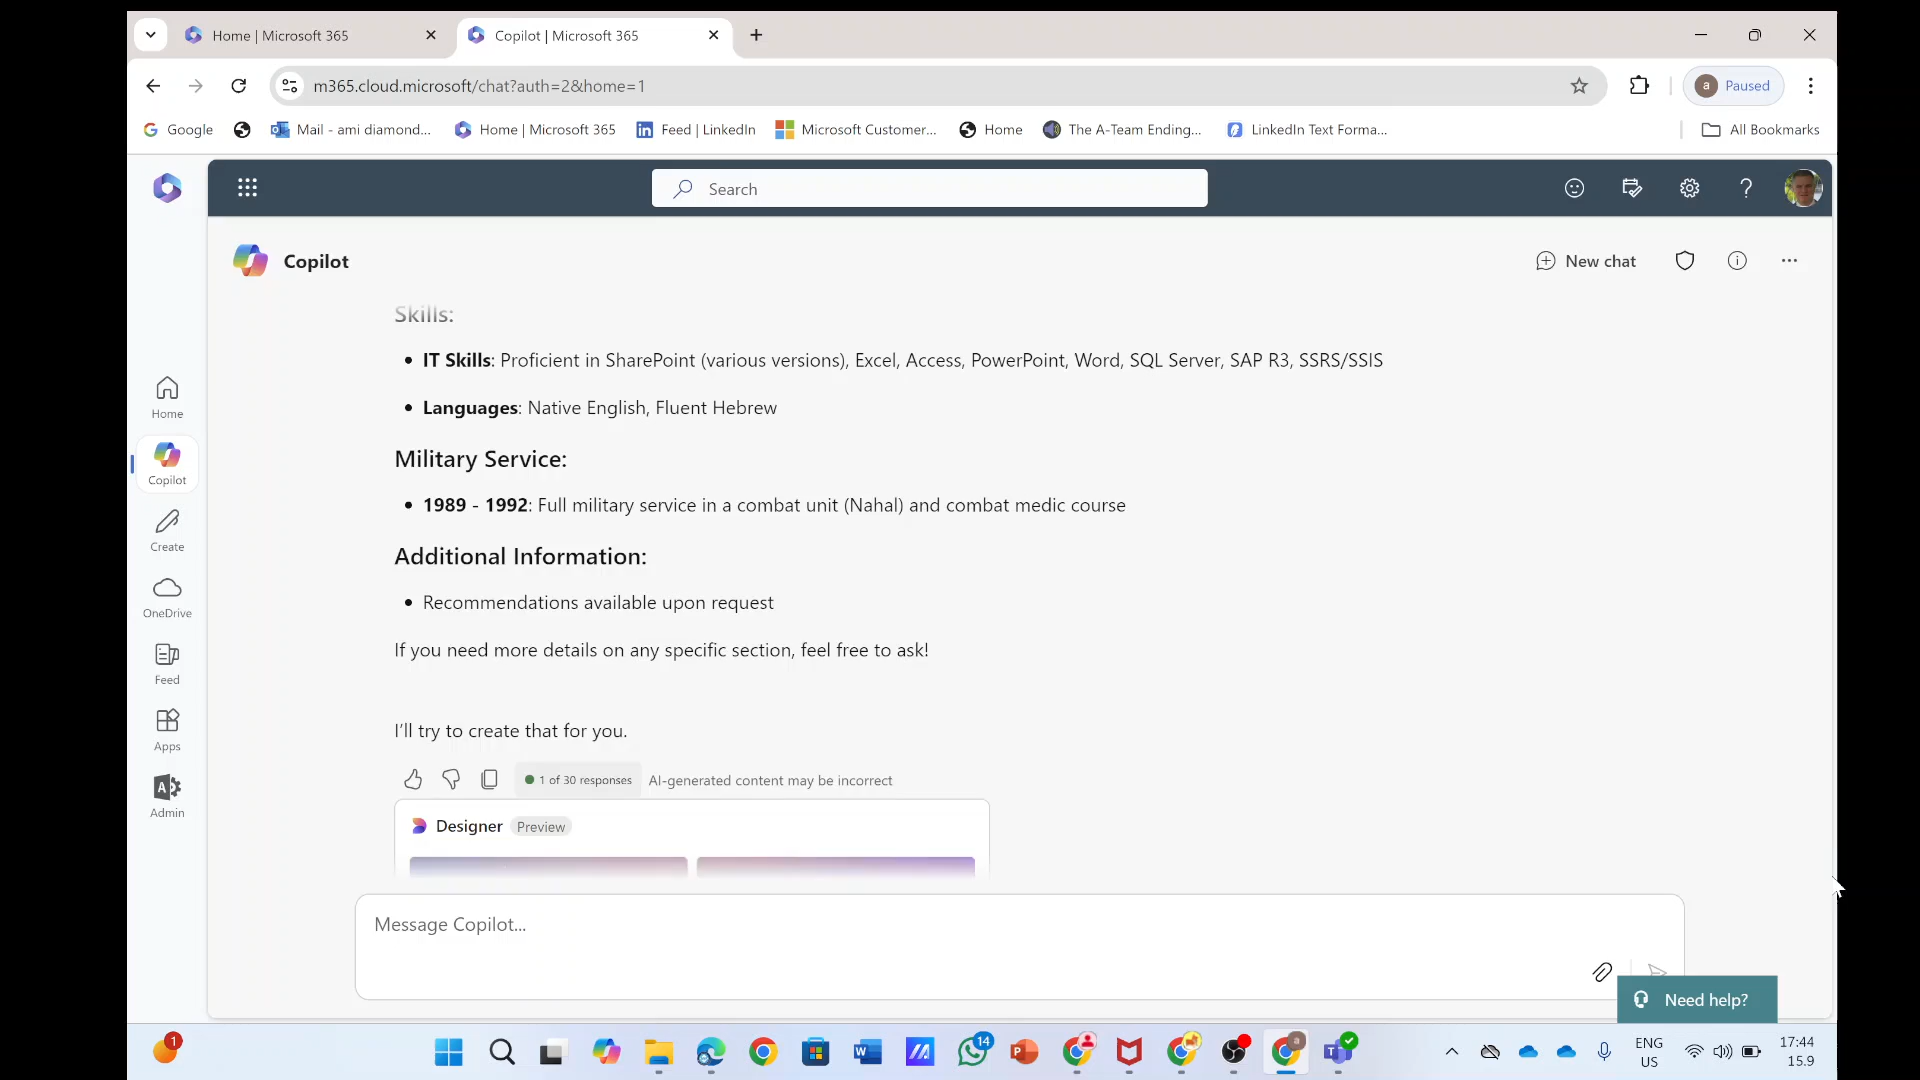 Home | Microsoft 365
Copilot | Microsoft 365
m365.cloud.microsoft/chat?auth=2&home=1
a Paused
Google
Mail - ami diamond...
Home | Microsoft 365
Feed | LinkedIn
Microsoft Customer...
Home
The A-Team Ending...
LinkedIn Text Forma...
All Bookmarks
Search
Copilot
New chat
Home
Copilot
Create
OneDrive
Feed
Apps
Admin
Skills:
• IT Skills: Proficient in SharePoint (various versions), Excel, Access, PowerPoint, Word, SQL Server, SAP R3, SSRS/SSIS
• Languages: Native English, Fluent Hebrew
Military Service:
• 1989 - 1992: Full military service in a combat unit (Nahal) and combat medic course
Additional Information:
• Recommendations available upon request
If you need more details on any specific section, feel free to ask!
I'll try to create that for you.
1 of 30 responses AI-generated content may be incorrect
Designer Preview
Message Copilot...
Need help?
1
14
ENG
US
17:44
15.9